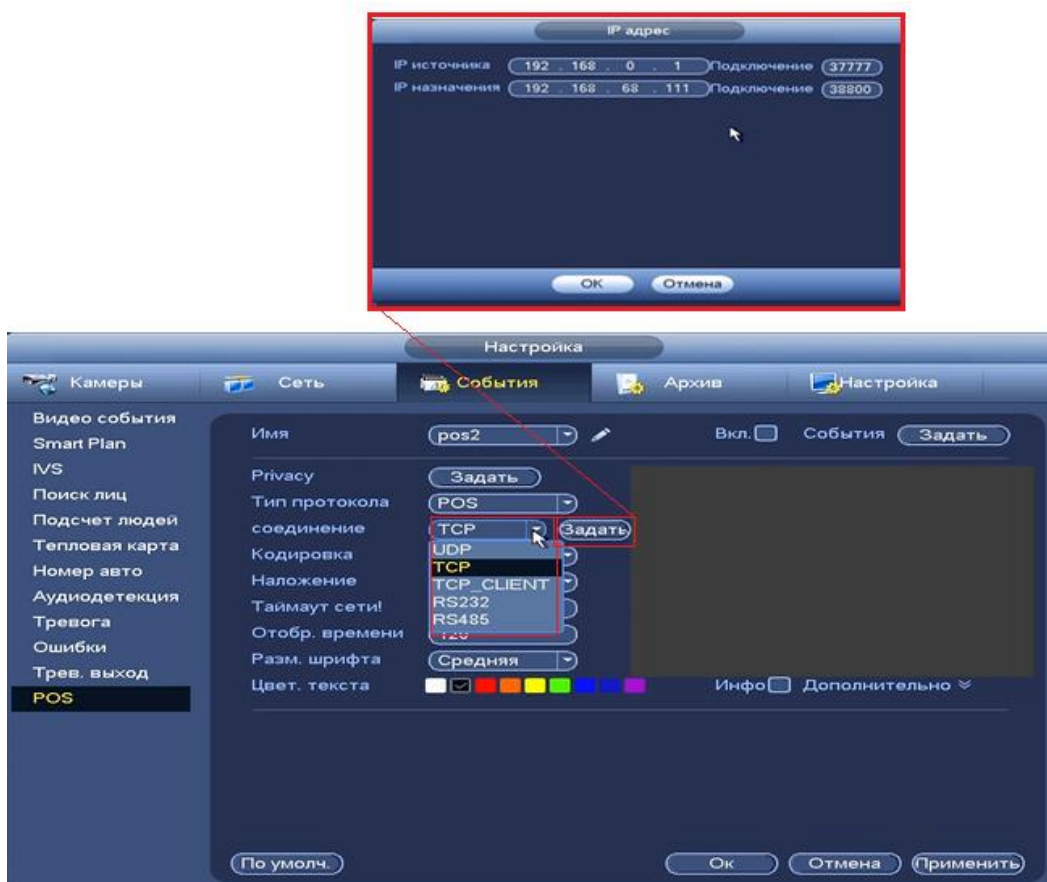 IP адрес
IP источника 192 . 168 . 0 . 1 Подключение 37777
IP назначения 192 . 168 . 68 . 111 Подключение 38800
OK Отмена
Настройка
Камеры Сеть События Архив Настройка
Видео события
Smart Plan
IVS
Поиск лиц
Подсчет людей
Тепловая карта
Номер авто
Аудиодетекция
Тревога
Ошибки
Трев. выход
POS
Имя pos2 Вкл. События Задать
Privacy Задать
Тип протокола POS
соединение TCP Задать
Кодировка
Наложение
Таймаут сети!
Отобр. времени
UDP
TCP
TCP_CLIENT
RS232
RS485
Разм. шрифта Средняя
Цвет. текста Инфо Дополнительно
По умолч. Ок Отмена Применить